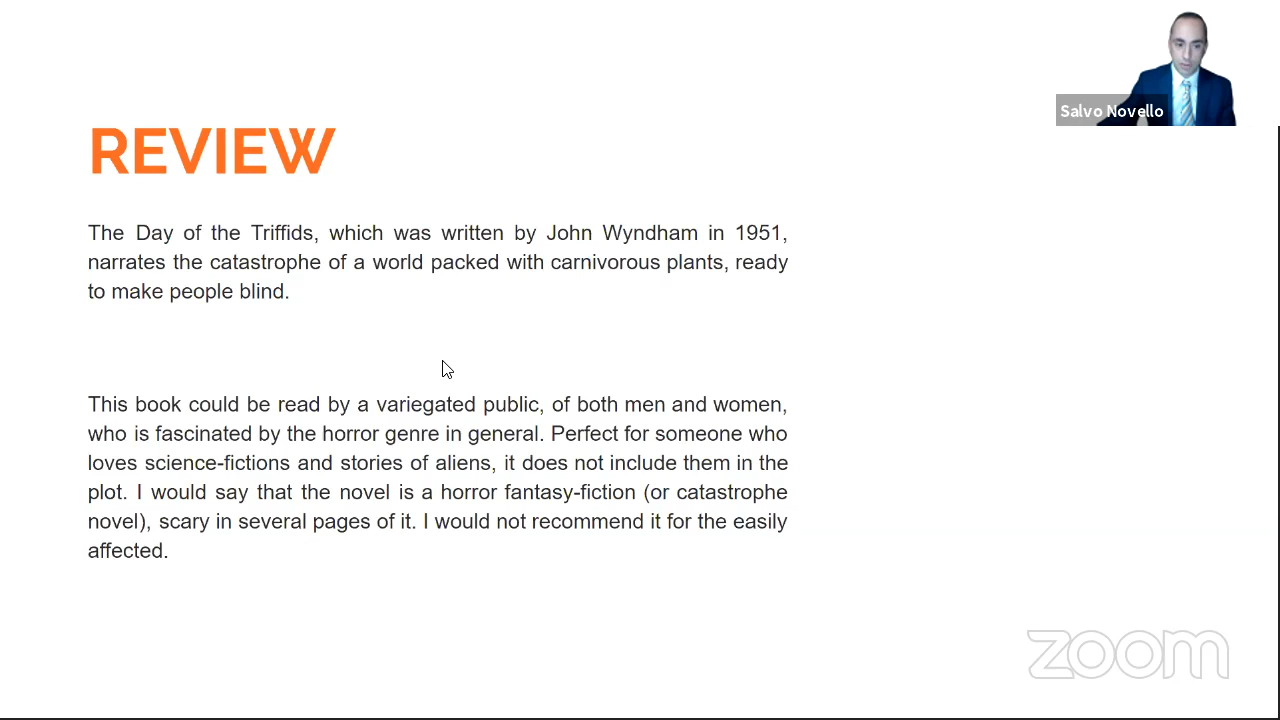 Salvo Novello
REVIEW
The Day of the Triffids, which was written by John Wyndham in 1951,
narrates the catastrophe of a world packed with carnivorous plants, ready
to make people blind.
This book could be read by a variegated public, of both men and women,
who is fascinated by the horror genre in general. Perfect for someone who
loves science-fictions and stories of aliens, it does not include them in the
plot. I would say that the novel is a horror fantasy-fiction (or catastrophe
novel), scary in several pages of it. I would not recommend it for the easily
affected.
zoom